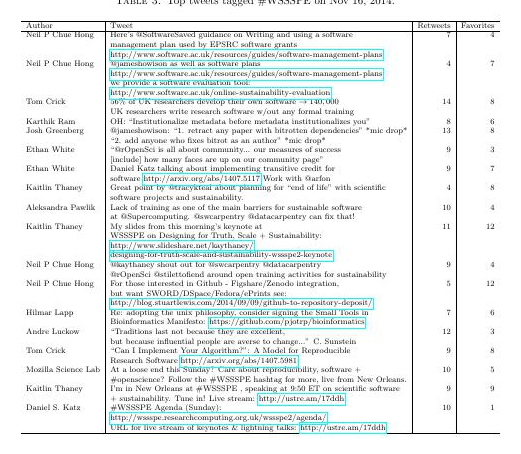 TABLE 3. Top tweets tagged #WSSSPE on Nov 16, 2014.
Author Tweet Retweets Favorites
Neil P Chue Hong Here's @SoftwareSaved guidance on Writing and using a software 7 4
management plan used by EPSRC software grants
http://www.software.ac.uk/resources/guides/software-management-plans
Neil P Chue Hong @jameshowison as well as software plans 4 7
http://www.software.ac.uk/resources/guides/software-management-plans
we provide a software evaluation tool:
http://www.software.ac.uk/online-sustainability-evaluation
Tom Crick 56% of UK researchers develop their own software → 140,000 14 8
UK researchers write research software w/out any formal training
Karthik Ram OH: "Institutionalize metadata before metadata institutionalizes you" 8 6
Josh Greenberg @jameshowison: "1. retract any paper with bitrotten dependencies" *mic drop* 13 8
"2. add anyone who fixes bitrot as an author" *mic drop*
Ethan White "@rOpenSci is all about community... our measures of success 9 3
[include] how many faces are up on our community page"
Ethan White Daniel Katz talking about implementing transitive credit for 9 7
software http://arxiv.org/abs/1407.5117 Work with @arfon
Kaitlin Thaney Great point by @tracykteal about planning for "end of life" with scientific 4 8
software projects and sustainability.
Aleksandra Pawlik Lack of training as one of the main barriers for sustainable software 10 4
at @Supercomputing. @swcarpentry @datacarpentry can fix that!
Kaitlin Thaney My slides from this morning's keynote at 11 12
WSSSPE on Designing for Truth, Scale + Sustainability:
http://www.slideshare.net/kaythaney/
designing-for-truth-scale-and-sustainability-wssspe2-keynote
Neil P Chue Hong @kaythaney shout out for @swcarpentry @datacarpentry 9 4
@rOpenSci @stilettofiend around open training activities for sustainability
Neil P Chue Hong For those interested in Github - Figshare/Zenodo integration, 5 12
but want SWORD/DSpace/Fedora/ePrints see:
http://blog.stuartlewis.com/2014/09/09/github-to-repository-deposit/
Hilmar Lapp Re: adopting the unix philosophy, consider signing the Small Tools in 7 6
Bioinformatics Manifesto: https://github.com/pjotrp/bioinformatics
Andre Luckow "Traditions last not because they are excellent, 12 3
but because influential people are averse to change..." C. Sunstein
Tom Crick "Can I Implement Your Algorithm?": A Model for Reproducible 9 8
Research Software http://arxiv.org/abs/1407.5981
Mozilla Science Lab At a loose end this Sunday? Care about reproducibility, software + 10 5
#openscience? Follow the #WSSSPE hashtag for more, live from New Orleans.
Kaitlin Thaney I'm in New Orleans at #WSSSPE , speaking at 9:50 ET on scientific software 9 9
+ sustainability. Tune in! Live stream: http://ustre.am/17ddh
Daniel S. Katz #WSSSPE Agenda (Sunday): 10 1
http://wssspe.researchcomputing.org.uk/wssspe2/agenda/
URL for live stream of keynotes & lightning talks: http://ustre.am/17ddh